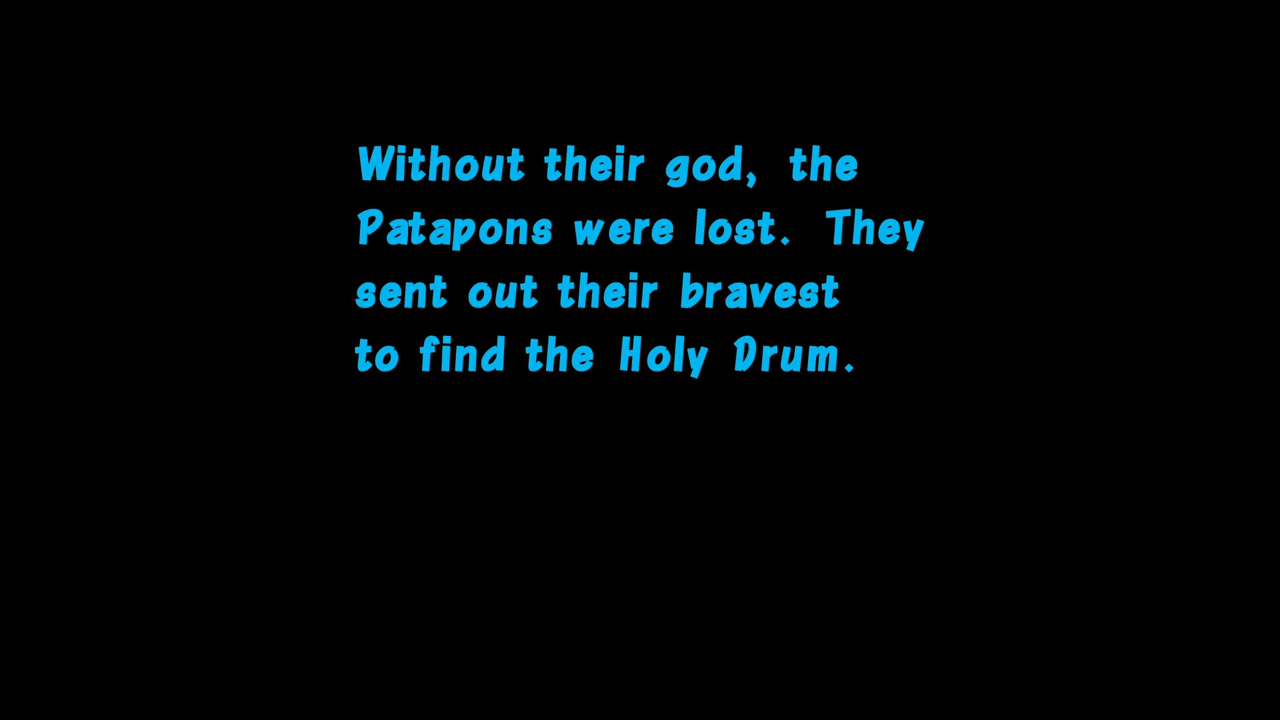 Without their god, the
Patapons were lost. They
sent out their bravest
to find the Holy Drum.